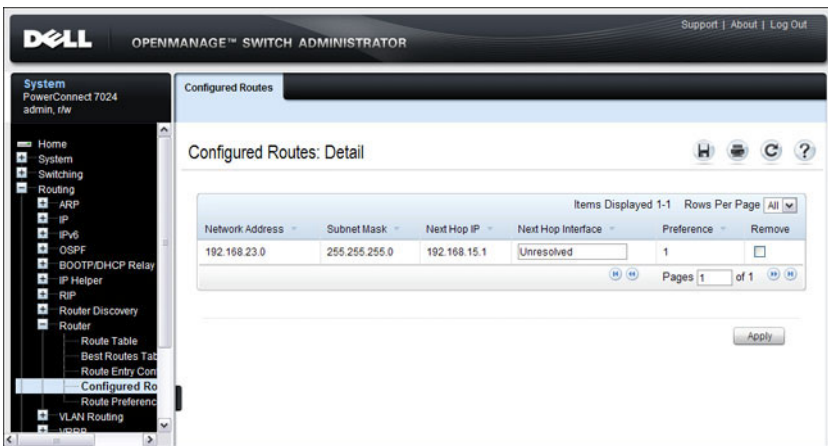 Support | About | Log Out
DELL OPENMANAGE™ SWITCH ADMINISTRATOR
System
PowerConnect 7024
admin, r/w
Home
System
Switching
Routing
ARP
IP
IPv6
OSPF
BOOTP/DHCP Relay
IP Helper
RIP
Router Discovery
Router
Route Table
Best Routes Tab
Route Entry Con
Configured Ro
Route Preferenc
VLAN Routing
VRRP
Configured Routes
Configured Routes: Detail
Items Displayed 1-1 Rows Per Page All
Network Address Subnet Mask Next Hop IP Next Hop Interface Preference Remove
192.168.23.0 255.255.255.0 192.168.15.1 Unresolved 1
Pages 1 of 1
Apply